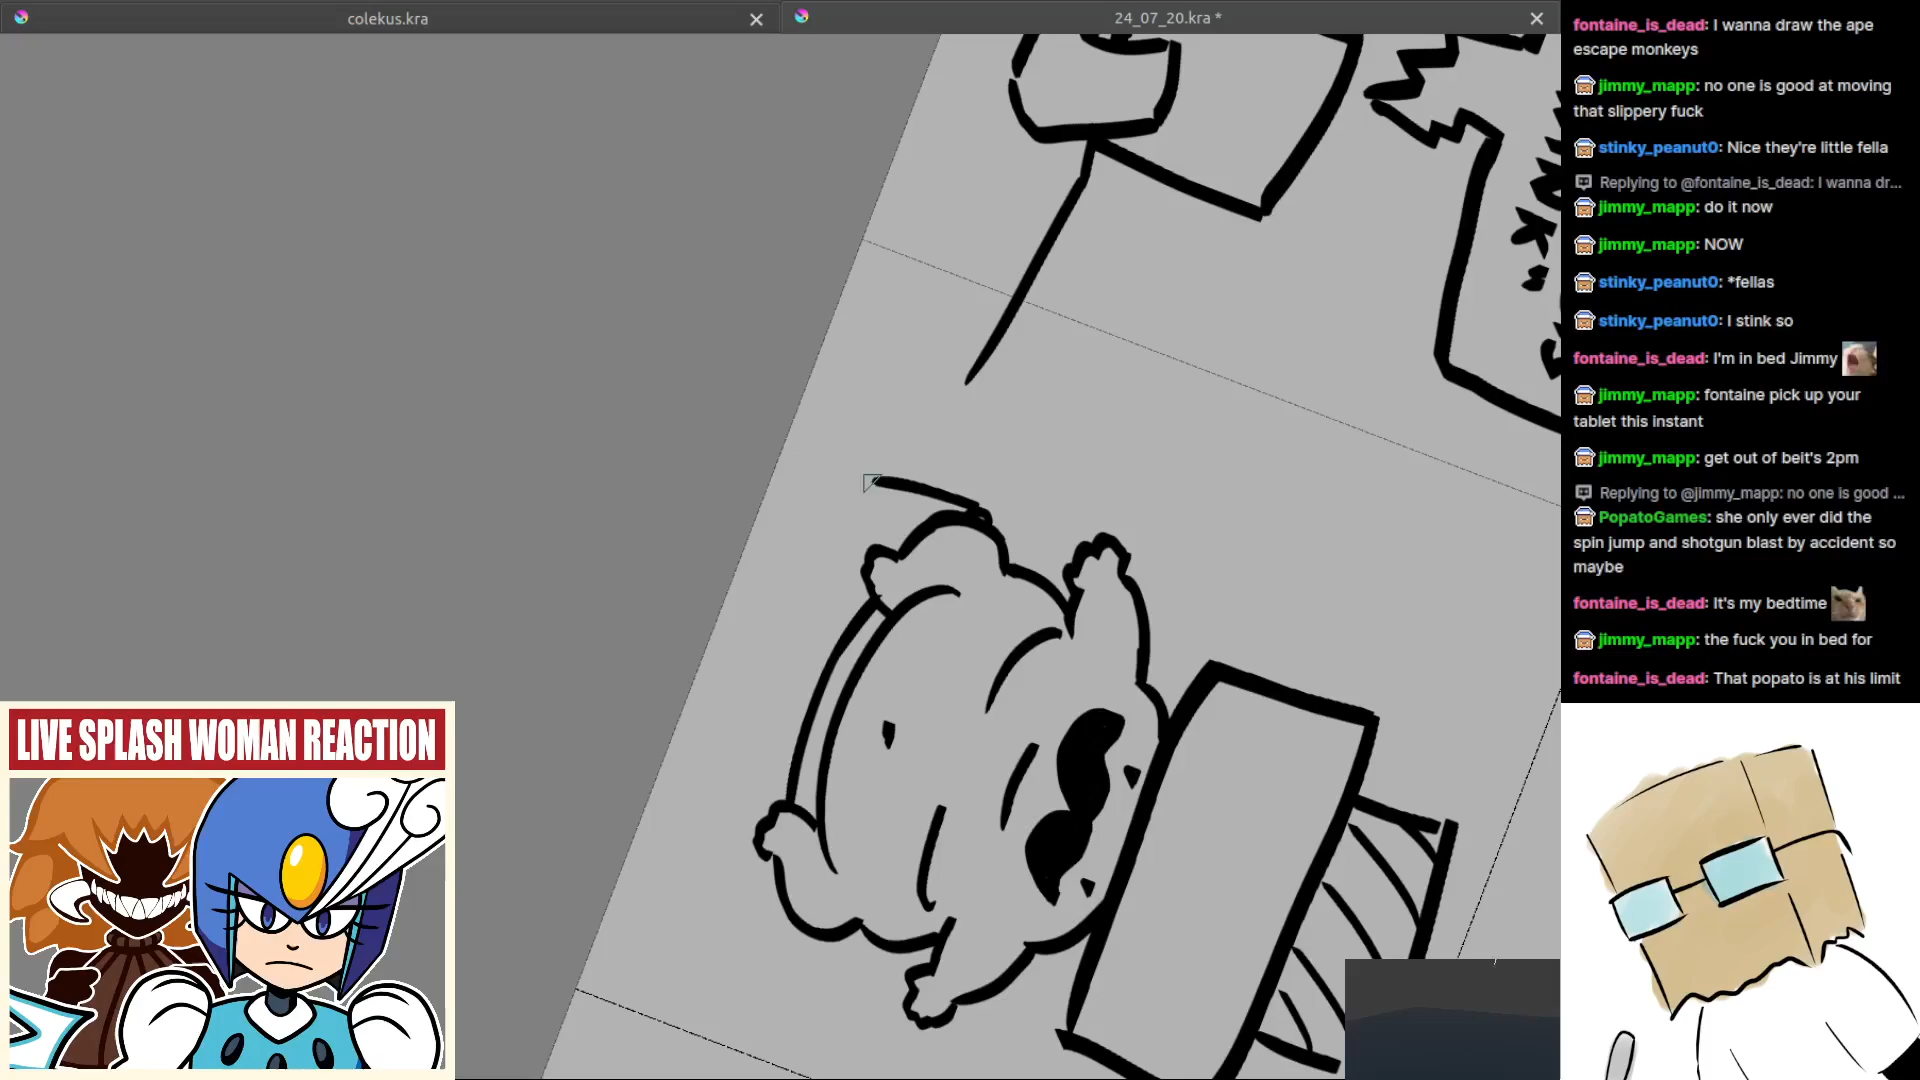 colekus.kra
24_07_20.kra *
fontaine_is_dead: I wanna draw the ape
escape monkeys
jimmy_mapp: no one is good at moving
that slippery fuck
stinky_peanut0: Nice they're little fella
Replying to @fontaine_is_dead: I wanna dr...
jimmy_mapp: do it now
jimmy_mapp: NOW
stinky_peanut0: *fellas
stinky_peanut0: I stink so
fontaine_is_dead: I'm in bed Jimmy
jimmy_mapp: fontaine pick up your
tablet this instant
jimmy_mapp: get out of beit's 2pm
Replying to @jimmy_mapp: no one is good ...
PopatoGames: she only ever did the
spin jump and shotgun blast by accident so
maybe
fontaine_is_dead: It's my bedtime
jimmy_mapp: the fuck you in bed for
fontaine_is_dead: That popato is at his limit
LIVE SPLASH WOMAN REACTION